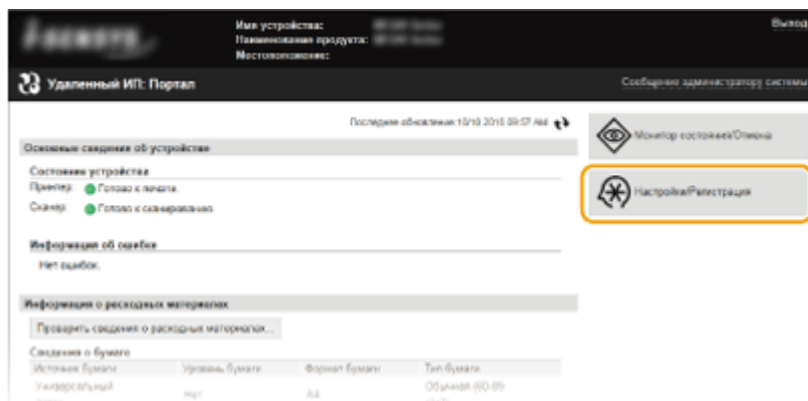 Имя устройства:
Выход
Наименование продукта:
Местоположение:
Удаленный ИП: Портал
Сообщение администратору системы
Последнее обновление: 10/10 2016 09:57 AM
Основные сведения об устройстве
Монитор состояния/Отмена
Состояние устройства
Принтер: Готово к печати.
Сканер: Готово к сканированию.
Настройки/Регистрация
Информация об ошибке
Нет ошибок.
Информация о расходных материалах
Проверить сведения о расходных материалах...
Сведения о бумаге
Источник бумаги Уровень бумаги Формат бумаги Тип бумаги
Универсальный Нет A4 Обычная (60-89